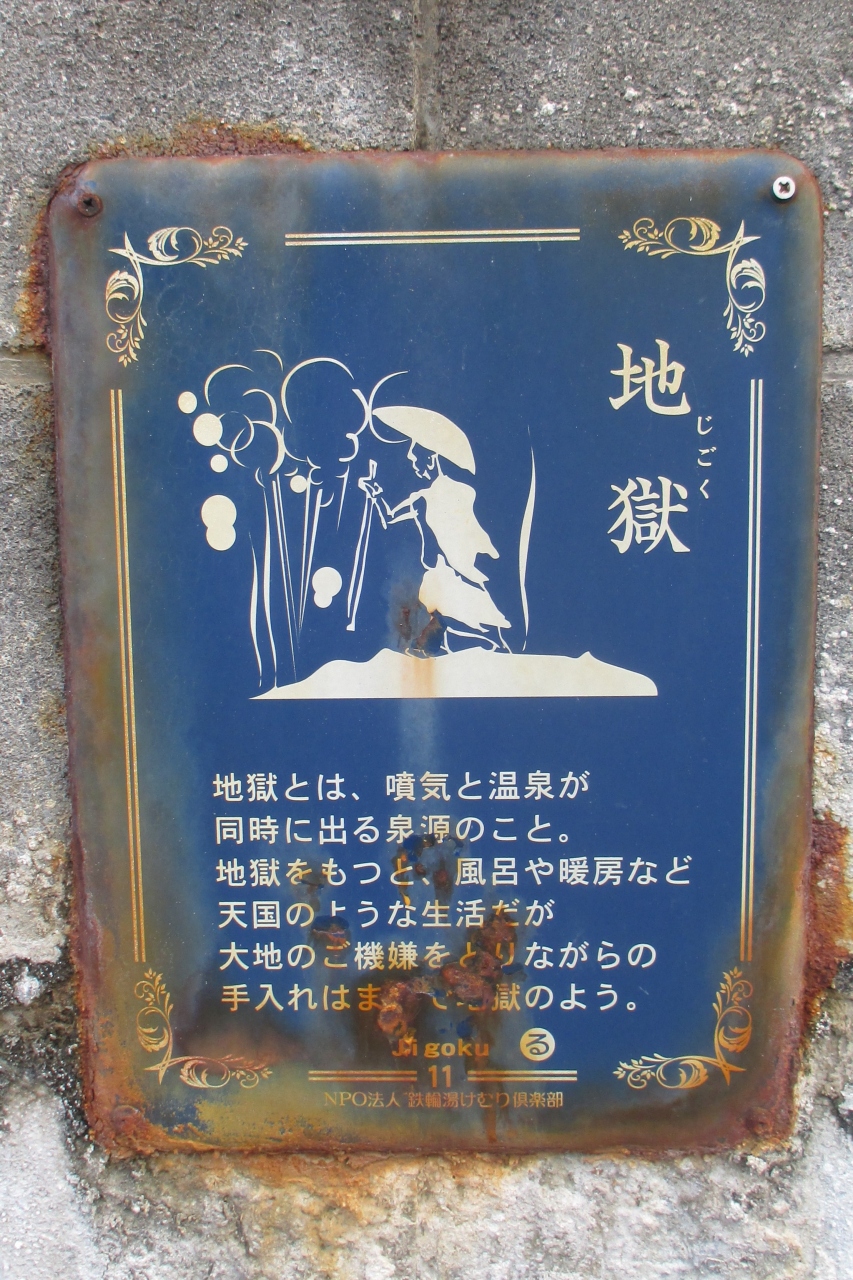 地獄
じごく
地獄とは、噴気と温泉が
同時に出る泉源のこと。
地獄をもつと、風呂や暖房など
天国のような生活だが
大地のご機嫌をとりながらの
手入れはまるで地獄のよう。
Jigoku る
11
NPO法人 鉄輪湯けむり倶楽部